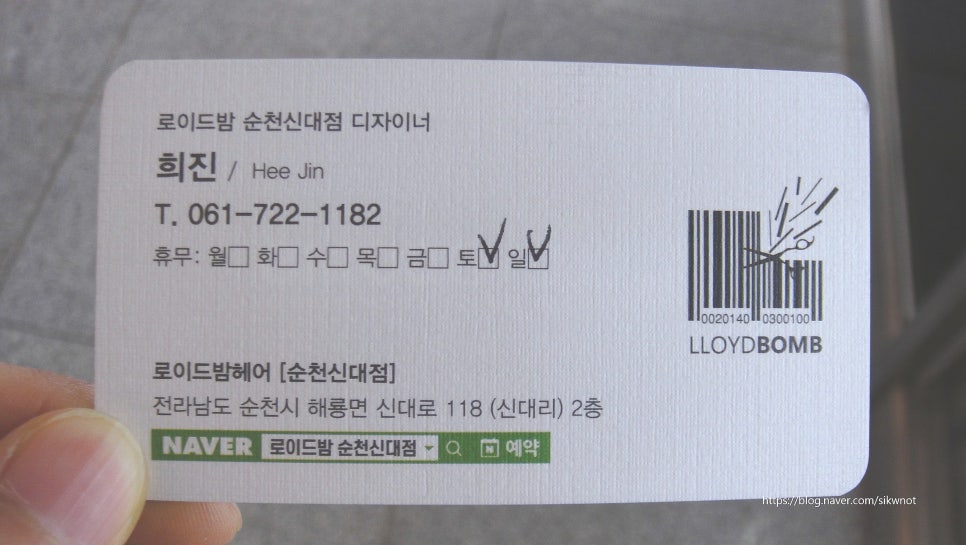 로이드밤 순천신대점 디자이너
희진 / Hee Jin
T. 061-722-1182
휴무: 월□ 화□ 수□ 목□ 금□ 토☑ 일☑
0020140 0300100
LLOYDBOMB
로이드밤헤어 [순천신대점]
전라남도 순천시 해룡면 신대로 118 (신대리) 2층
NAVER 로이드밤 순천신대점 N 예약
https://blog.naver.com/sikwnot